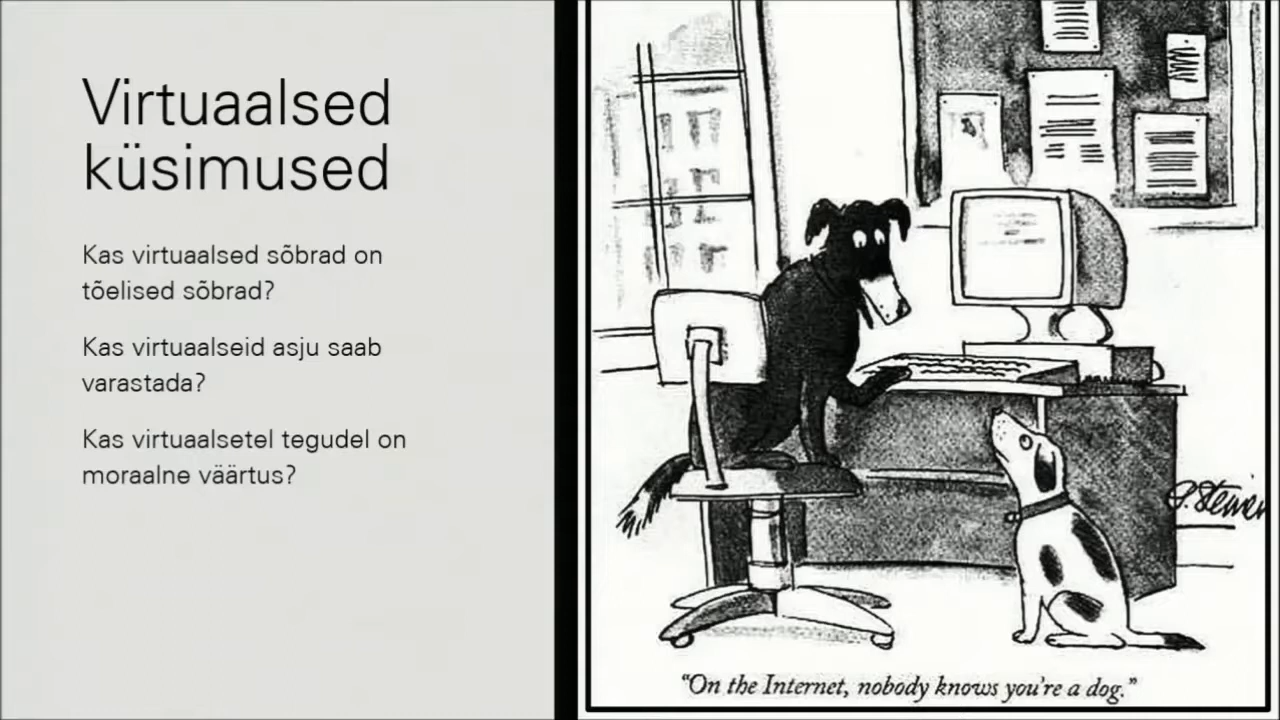 Virtuaalsed
küsimused
Kas virtuaalsed sõbrad on
tõelised sõbrad?
Kas virtuaalseid asju saab
varastada?
Kas virtuaalsetel tegudel on
moraalne väärtus?
P. Steiner
“On the Internet, nobody knows you’re a dog.”